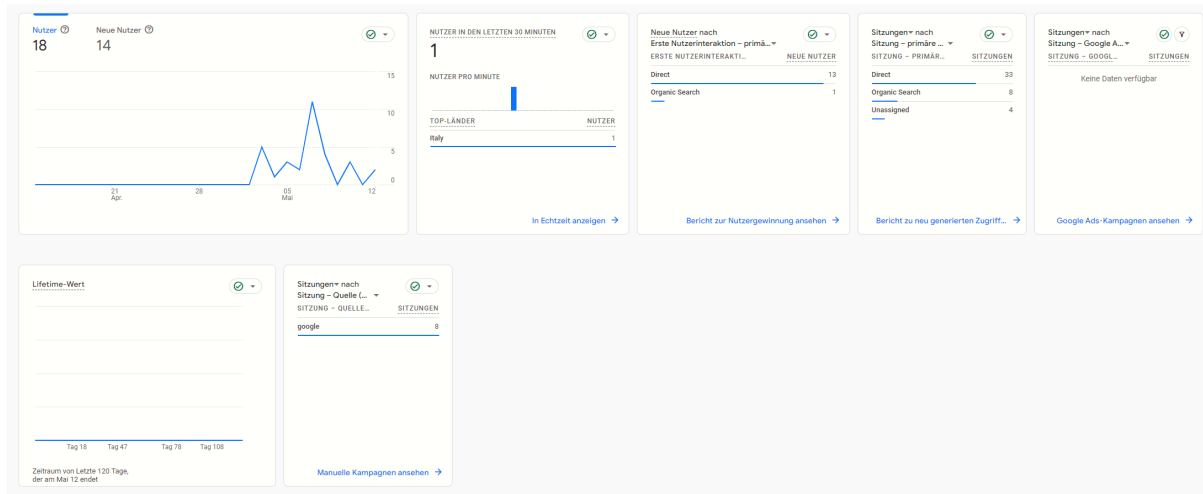 Nutzer
18
Neue Nutzer
14
15
10
5
0
21
Apr.
28
05
Mai
12
NUTZER IN DEN LETZTEN 30 MINUTEN
1
NUTZER PRO MINUTE
TOP-LÄNDER NUTZER
Italy 1
In Echtzeit anzeigen
Neue Nutzer nach
Erste Nutzerinteraktion – primä…
ERSTE NUTZERINTERAKTI… NEUE NUTZER
Direct 13
Organic Search 1
Bericht zur Nutzergewinnung ansehen
Sitzungen nach
Sitzung – primäre …
SITZUNG – PRIMÄR… SITZUNGEN
Direct 33
Organic Search 8
Unassigned 4
Bericht zu neu generierten Zugriff…
Sitzungen nach
Sitzung – Google A…
SITZUNG – GOOGL… SITZUNGEN
Keine Daten verfügbar
Google Ads-Kampagnen ansehen
Lifetime-Wert
Tag 18 Tag 47 Tag 78 Tag 108
Zeitraum von Letzte 120 Tage,
der am Mai 12 endet
Sitzungen nach
Sitzung – Quelle (…
SITZUNG – QUELLE… SITZUNGEN
google 8
Manuelle Kampagnen ansehen